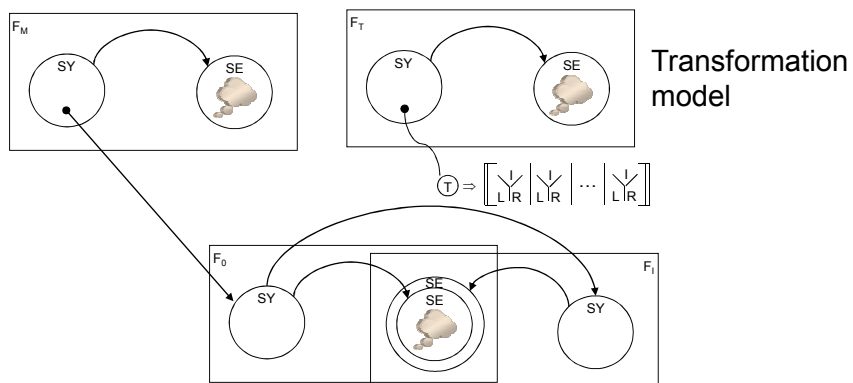 F_M
SY
SE
F_T
SY
SE
Transformation
model
T ⇒ [[ L I R | L I R | ⋯ | L I R ]]
F_0
SY
SE
SE
F_I
SY